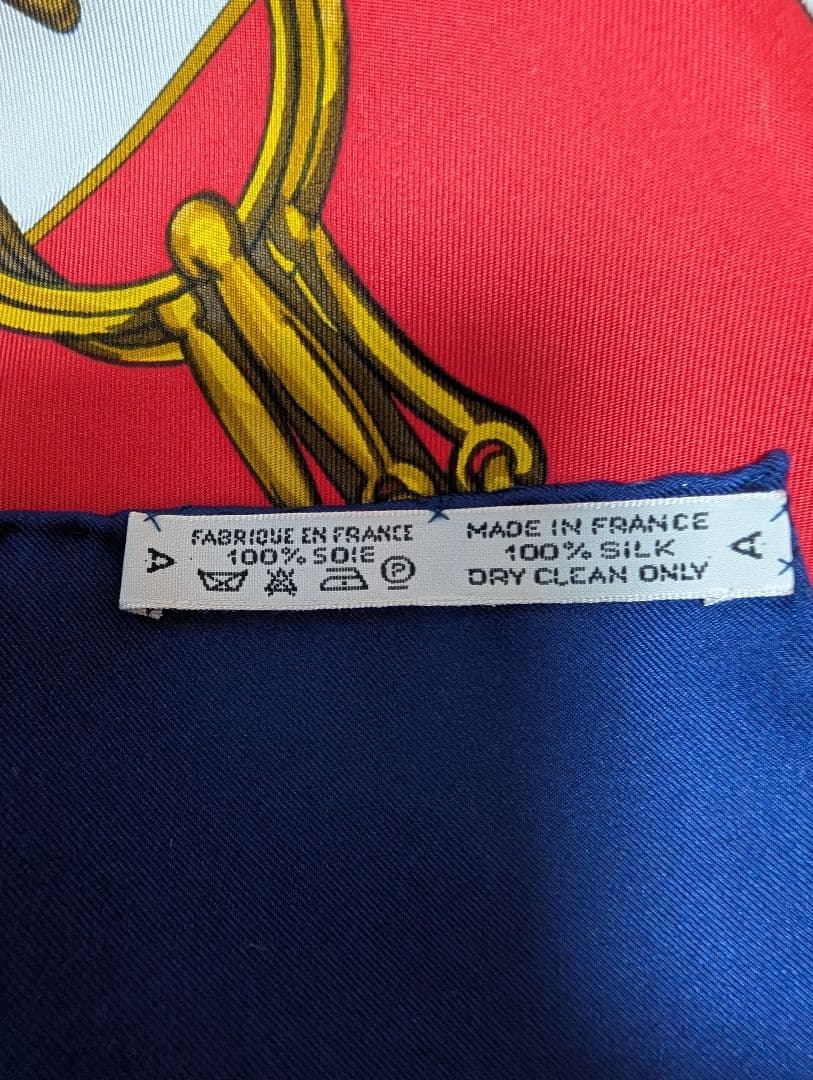 A
FABRIQUE EN FRANCE
100% SOIE
P
MADE IN FRANCE
100% SILK
DRY CLEAN ONLY
A